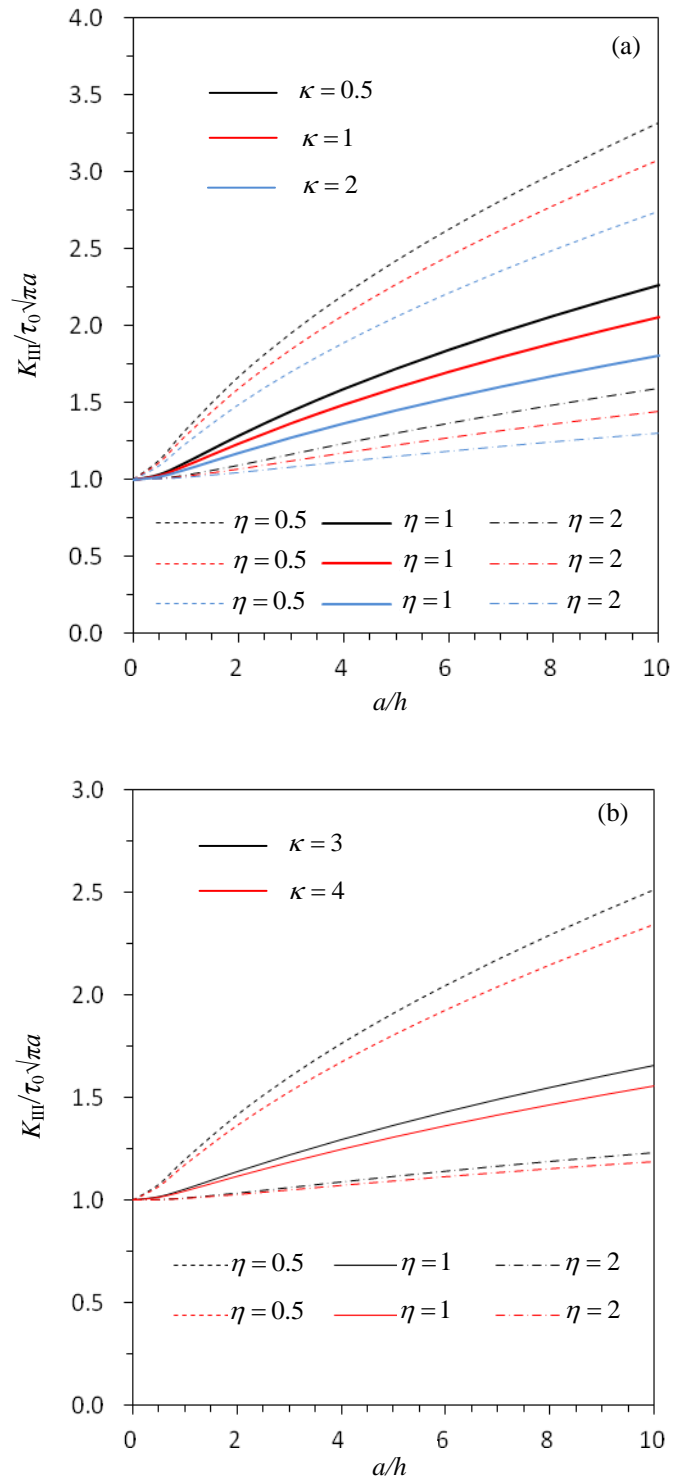 4.0
(a)
3.5
κ = 0.5
3.0
κ = 1
2.5
κ = 2
2.0
1.5
1.0
0.5
0.0
K_III/τ₀√πa
η = 0.5 η = 1 η = 2
η = 0.5 η = 1 η = 2
η = 0.5 η = 1 η = 2
0 2 4 6 8 10
a/h
3.0
(b)
κ = 3
2.5
κ = 4
2.0
1.5
1.0
0.5
0.0
K_III/τ₀√πa
η = 0.5 η = 1 η = 2
η = 0.5 η = 1 η = 2
0 2 4 6 8 10
a/h